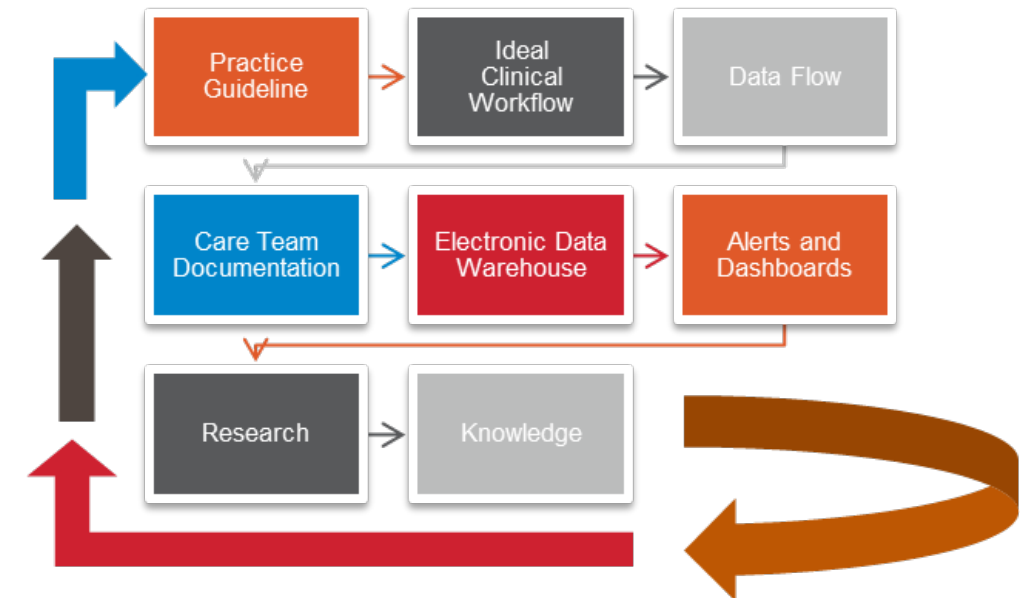 Practice
Guideline
Ideal
Clinical
Workflow
Data Flow
Care Team
Documentation
Electronic Data
Warehouse
Alerts and
Dashboards
Research
Knowledge